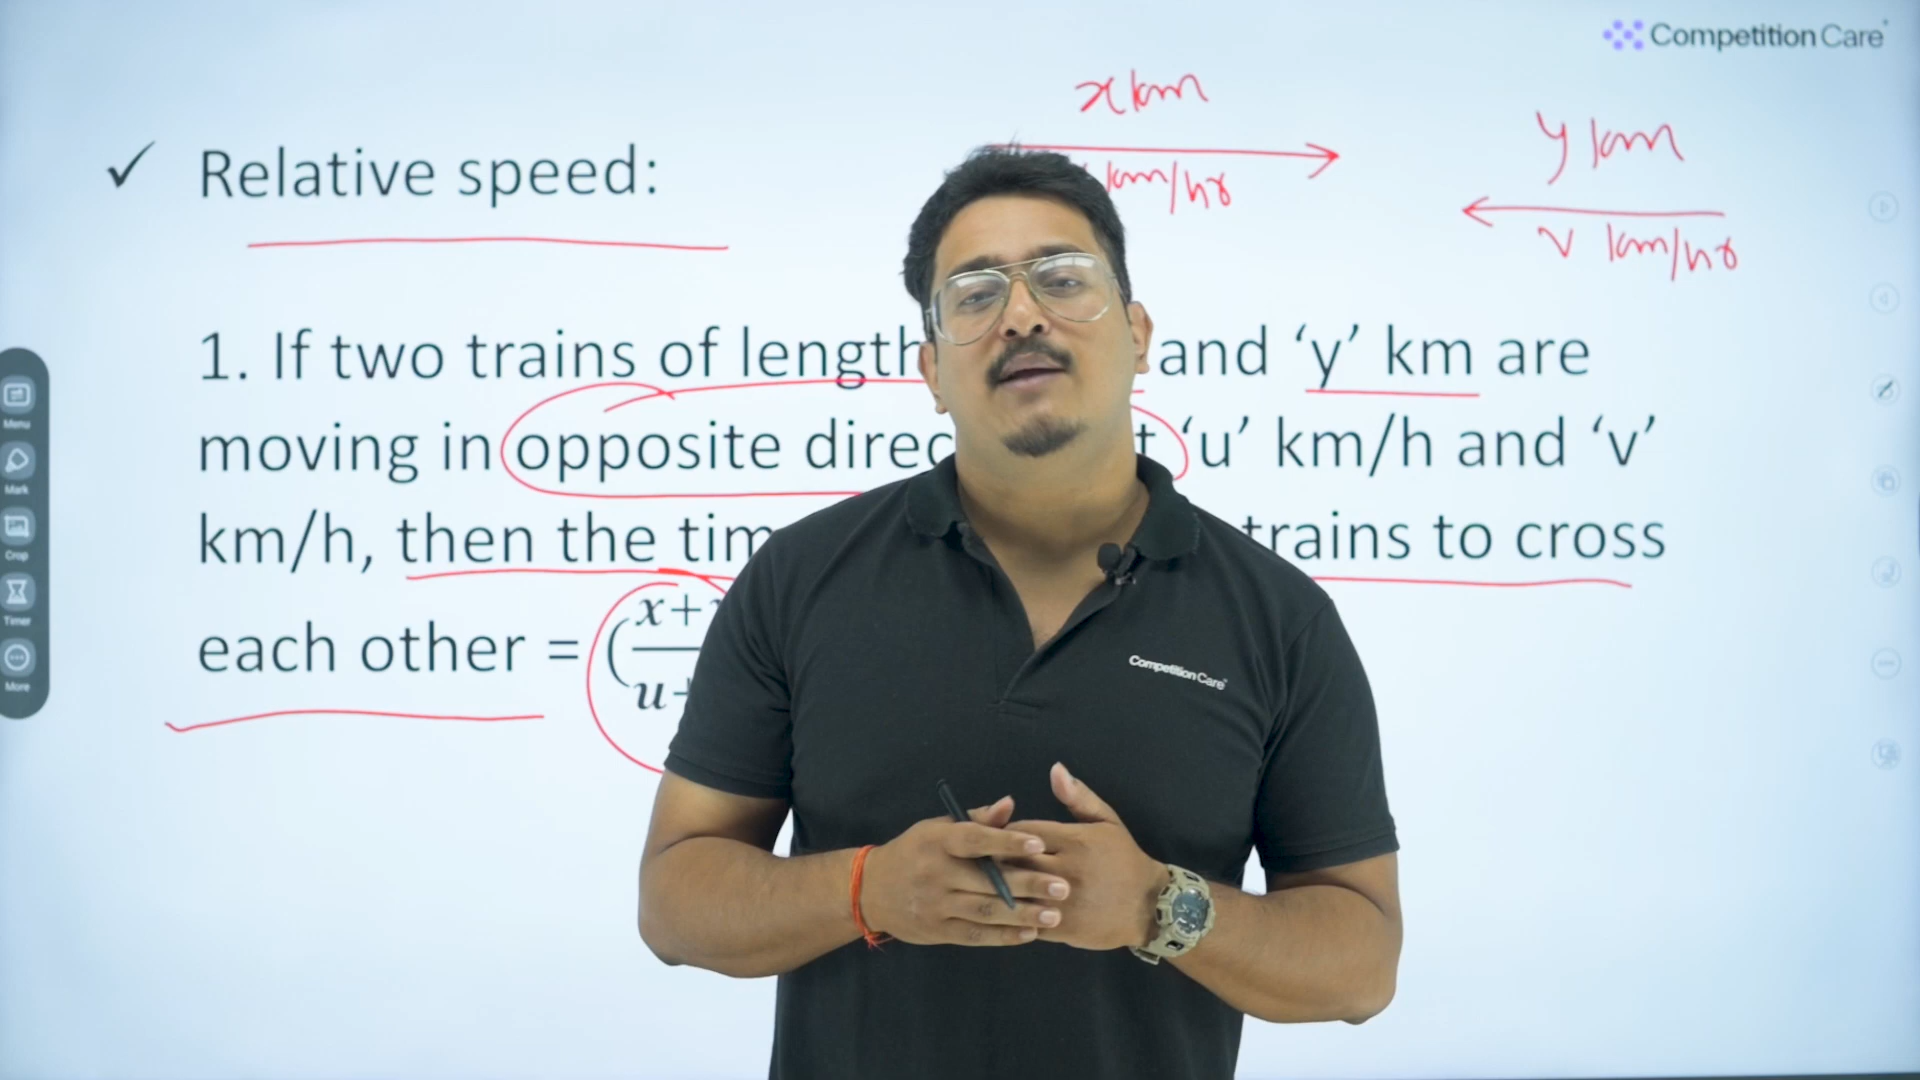 Competition Care
x km
km/hr
y km
v km/hr
✓ Relative speed:
1. If two trains of length and ‘y’ km are
moving in opposite ‘u’ km/h and ‘v’
km/h, then the trains to cross
each other = (x+
u+
Menu
Mark
Crop
Timer
More
Competition Care